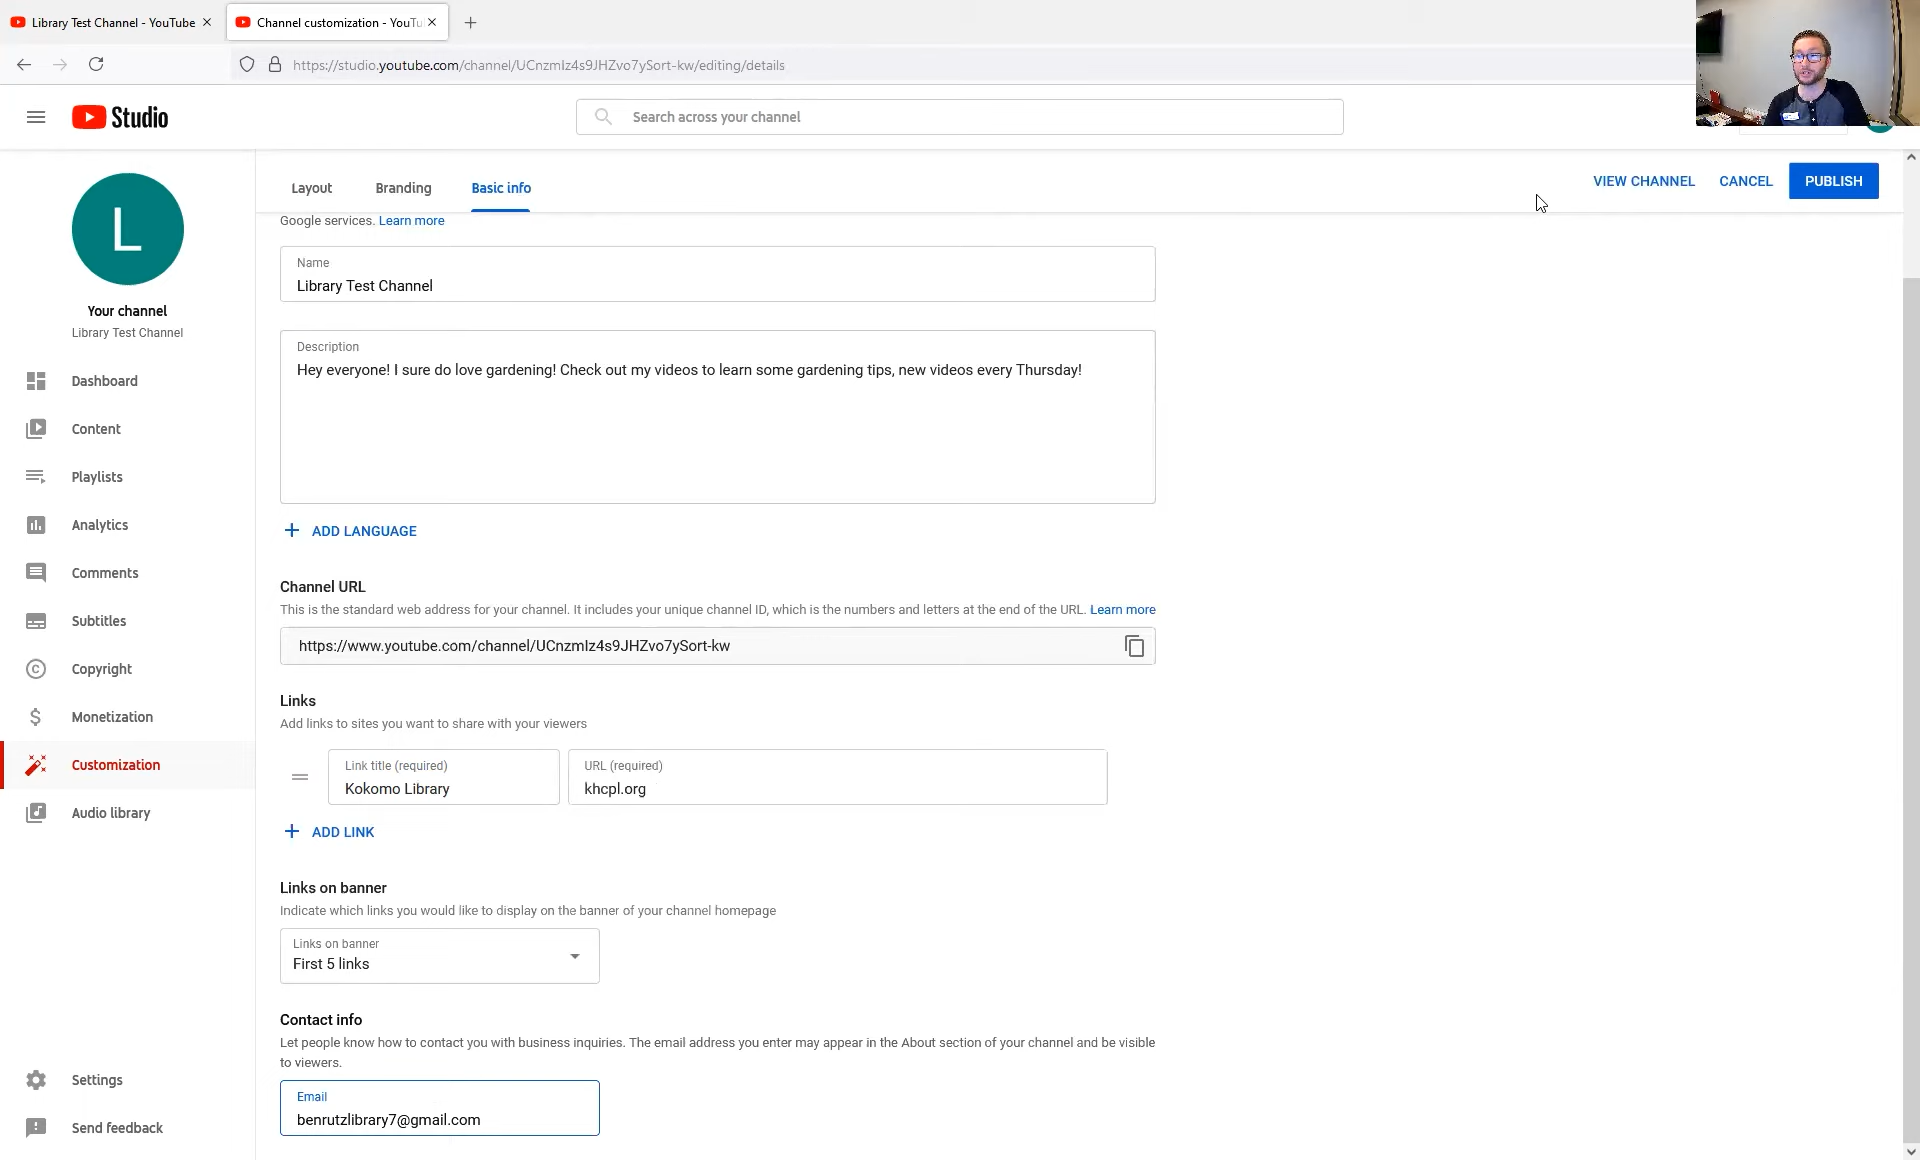 Library Test Channel - YouTube
Channel customization - YouTu
https://studio.youtube.com/channel/UCnzmIz4s9JHZvo7ySort-kw/editing/details
Studio
Search across your channel
Layout
Branding
Basic info
VIEW CHANNEL
CANCEL
PUBLISH
L
Your channel
Library Test Channel
Dashboard
Content
Playlists
Analytics
Comments
Subtitles
Copyright
Monetization
Customization
Audio library
Settings
Send feedback
Google services. Learn more
Name
Library Test Channel
Description
Hey everyone! I sure do love gardening! Check out my videos to learn some gardening tips, new videos every Thursday!
ADD LANGUAGE
Channel URL
This is the standard web address for your channel. It includes your unique channel ID, which is the numbers and letters at the end of the URL. Learn more
https://www.youtube.com/channel/UCnzmIz4s9JHZvo7ySort-kw
Links
Add links to sites you want to share with your viewers
Link title (required)
Kokomo Library
URL (required)
khcpl.org
ADD LINK
Links on banner
Indicate which links you would like to display on the banner of your channel homepage
Links on banner
First 5 links
Contact info
Let people know how to contact you with business inquiries. The email address you enter may appear in the About section of your channel and be visible
to viewers.
Email
benrutzlibrary7@gmail.com